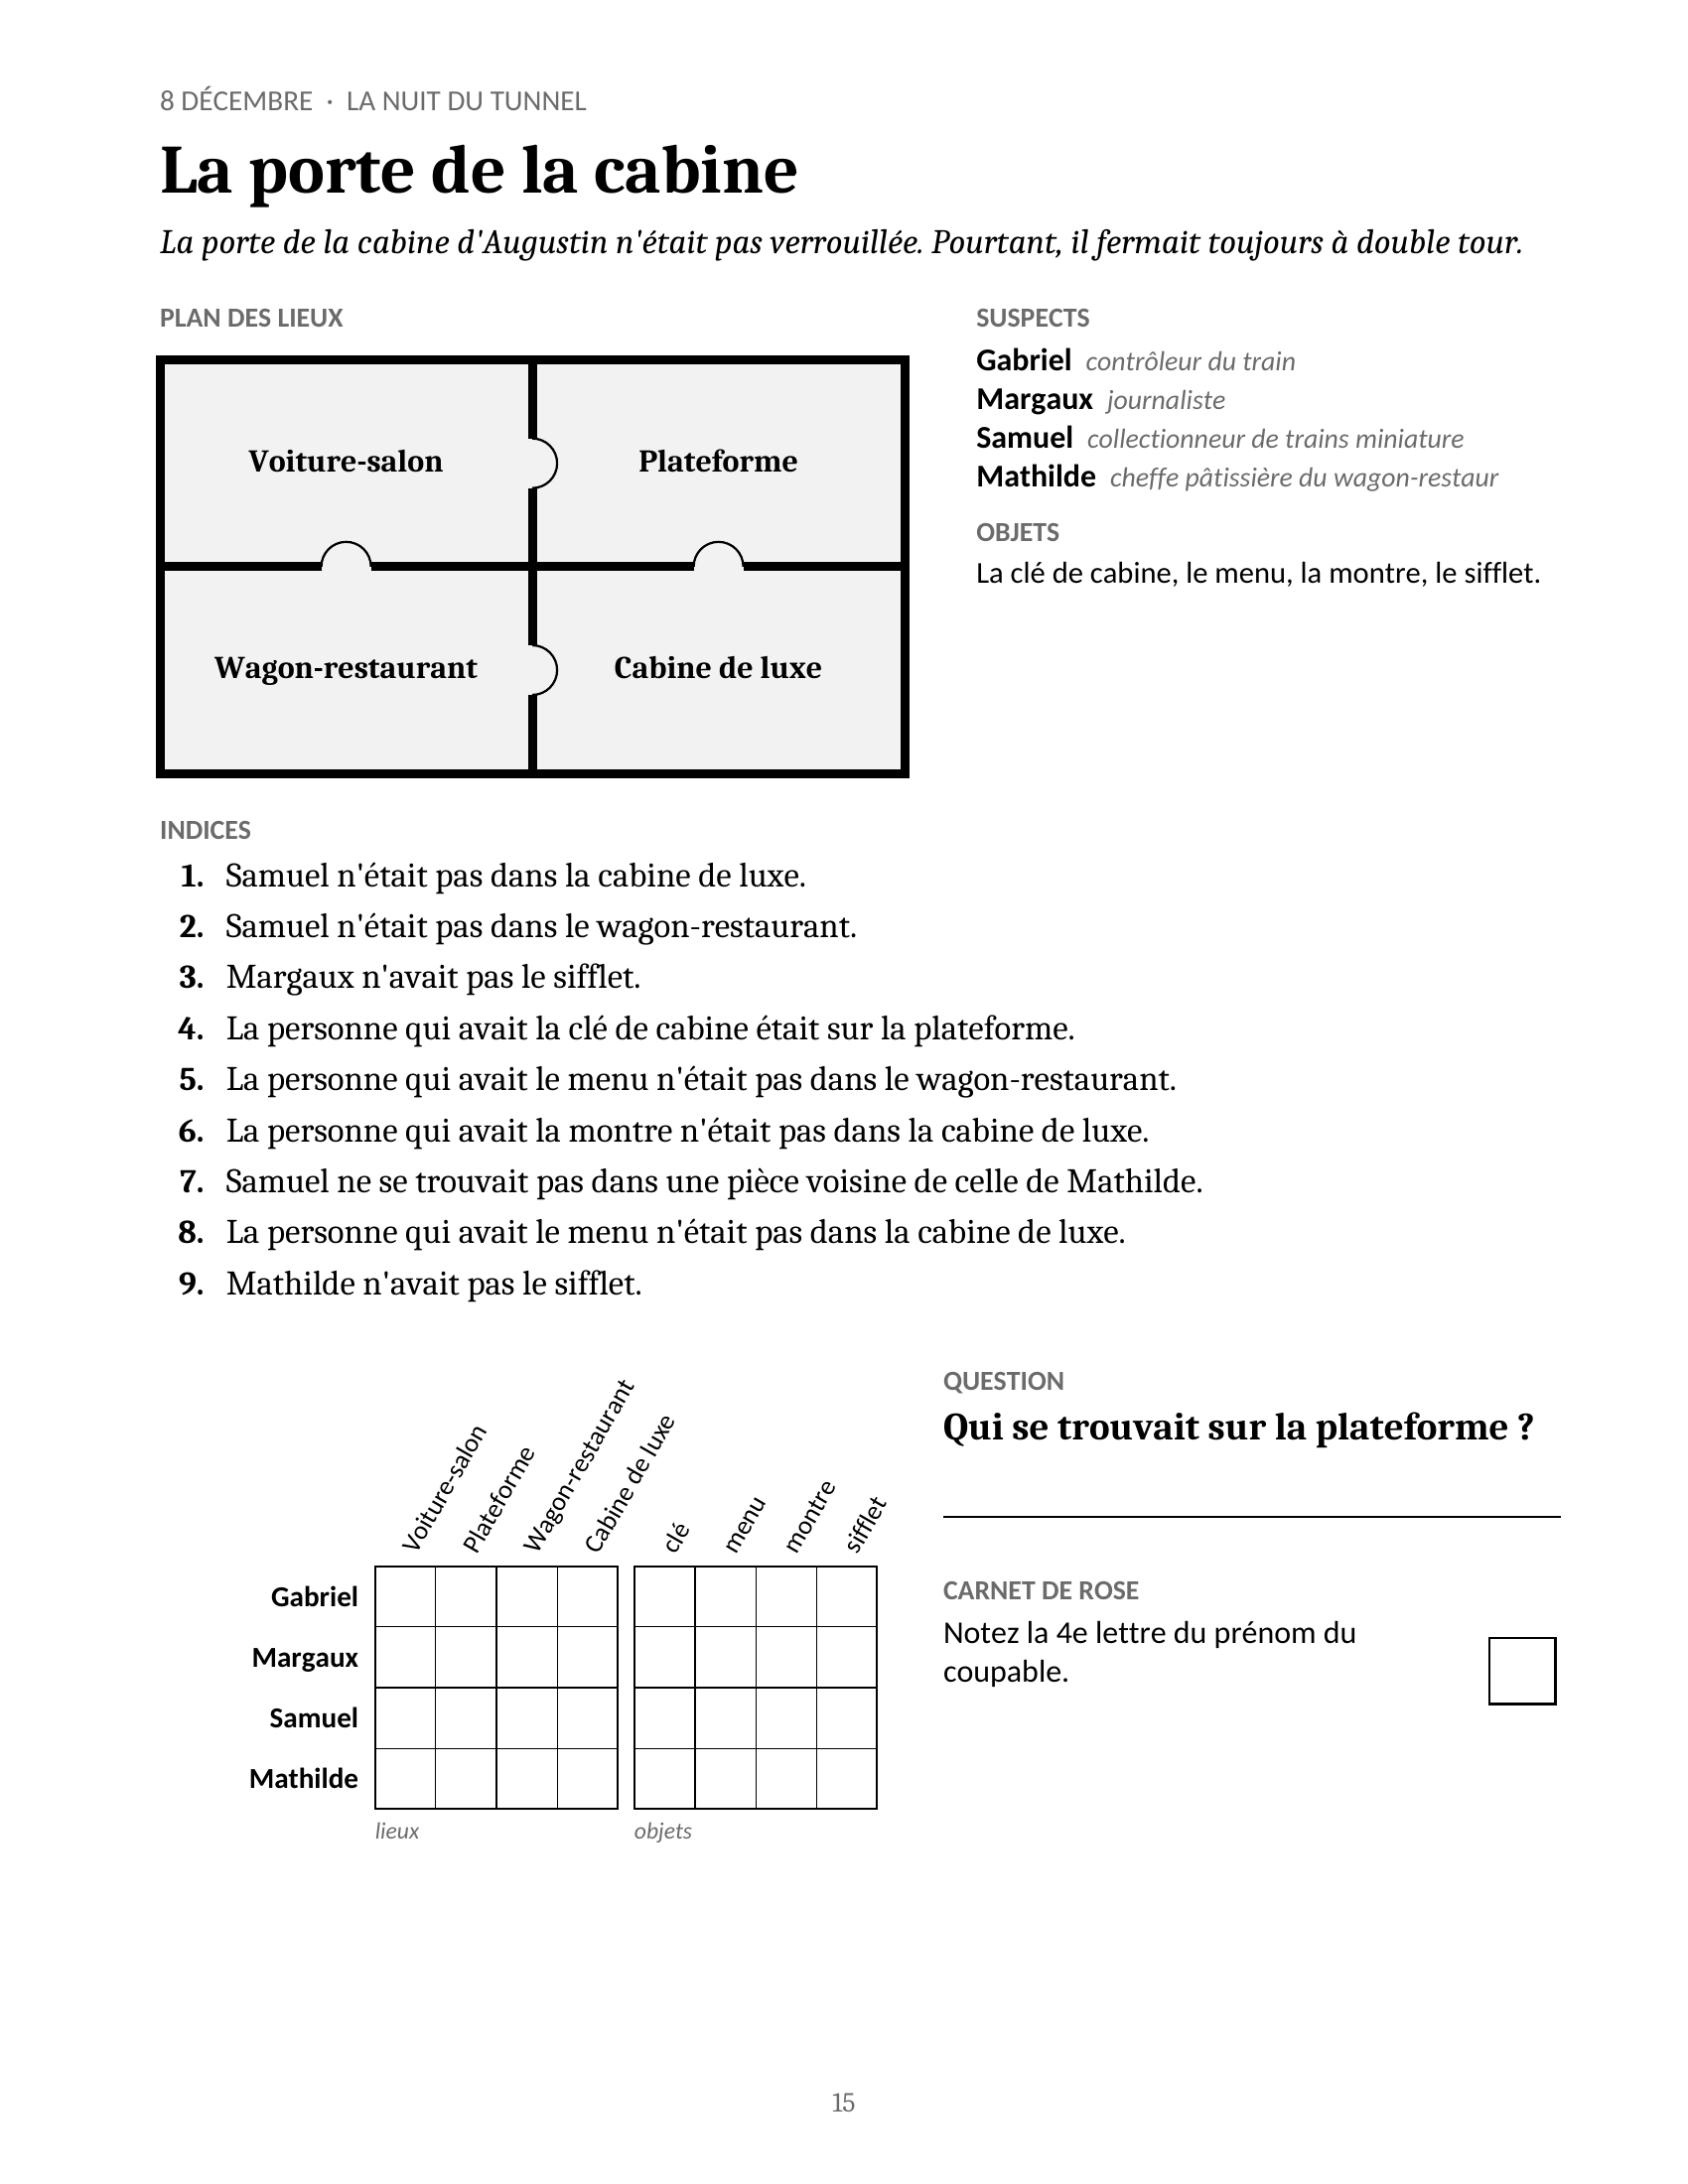 8 DÉCEMBRE · LA NUIT DU TUNNEL
La porte de la cabine
La porte de la cabine d'Augustin n'était pas verrouillée. Pourtant, il fermait toujours à double tour.
PLAN DES LIEUX
Voiture-salon
Plateforme
Wagon-restaurant
Cabine de luxe
SUSPECTS
Gabriel contrôleur du train
Margaux journaliste
Samuel collectionneur de trains miniature
Mathilde cheffe pâtissière du wagon-restaur
OBJETS
La clé de cabine, le menu, la montre, le sifflet.
INDICES
1. Samuel n'était pas dans la cabine de luxe.
2. Samuel n'était pas dans le wagon-restaurant.
3. Margaux n'avait pas le sifflet.
4. La personne qui avait la clé de cabine était sur la plateforme.
5. La personne qui avait le menu n'était pas dans le wagon-restaurant.
6. La personne qui avait la montre n'était pas dans la cabine de luxe.
7. Samuel ne se trouvait pas dans une pièce voisine de celle de Mathilde.
8. La personne qui avait le menu n'était pas dans la cabine de luxe.
9. Mathilde n'avait pas le sifflet.
Voiture-salon
Plateforme
Wagon-restaurant
Cabine de luxe
clé
menu
montre
sifflet
Gabriel
Margaux
Samuel
Mathilde
lieux
objets
QUESTION
Qui se trouvait sur la plateforme ?
CARNET DE ROSE
Notez la 4e lettre du prénom du
coupable.
15